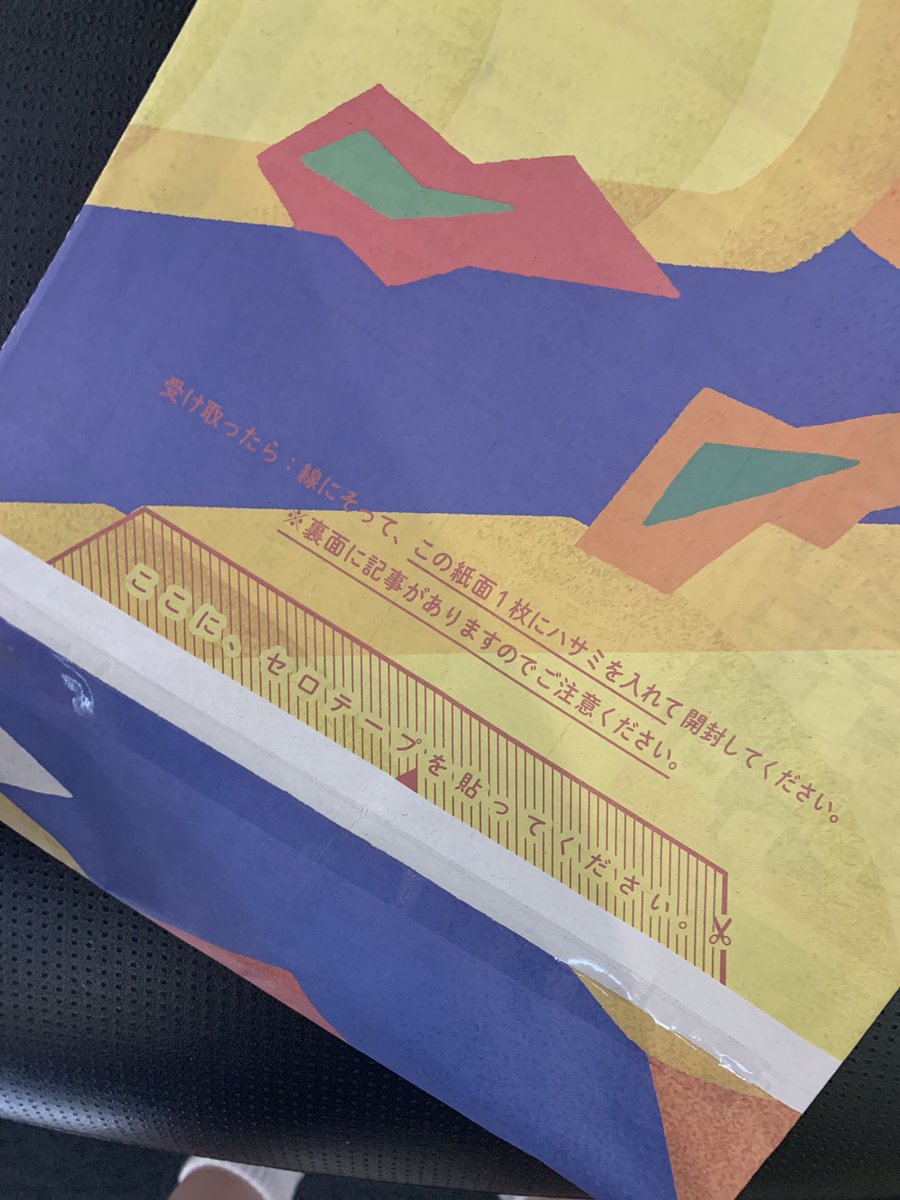 受け取ったら：線にそって、この紙面1枚にハサミを入れて開封してください。
※裏面に記事がありますのでご注意ください。
ここに、セロテープを貼ってください。